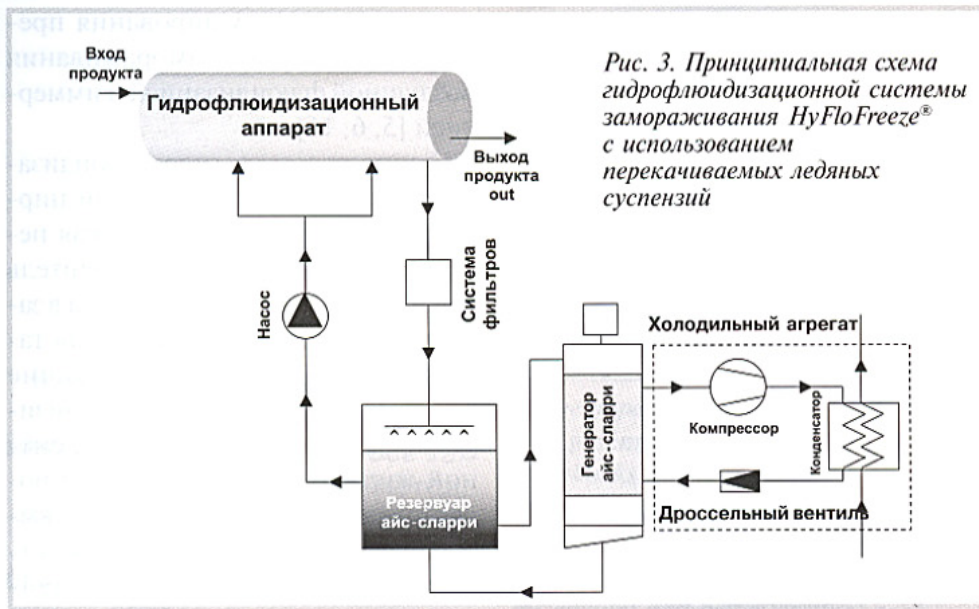 Вход
продукта
Гидрофлюидизационный
аппарат
Выход
продукта
out
Рис. 3. Принципиальная схема
гидрофлюидизационной системы
замораживания HyFloFreeze®
с использованием
перекачиваемых ледяных
суспензий
Насос
Система
фильтров
Резервуар
айс-сларри
Генератор
айс-сларри
Холодильный агрегат
Компрессор
Конденсатор
Дроссельный вентиль